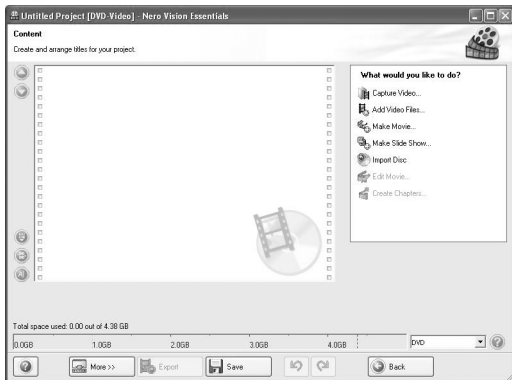 Untitled Project [DVD-Video] - Nero Vision Essentials
Content
Create and arrange titles for your project.
What would you like to do?
Capture Video...
Add Video Files...
Make Movie...
Make Slide Show...
Import Disc
Edit Movie...
Create Chapters...
Total space used: 0.00 out of 4.38 GB
0.0GB 1.0GB 2.0GB 3.0GB 4.0GB DVD
More >> Export Save Back